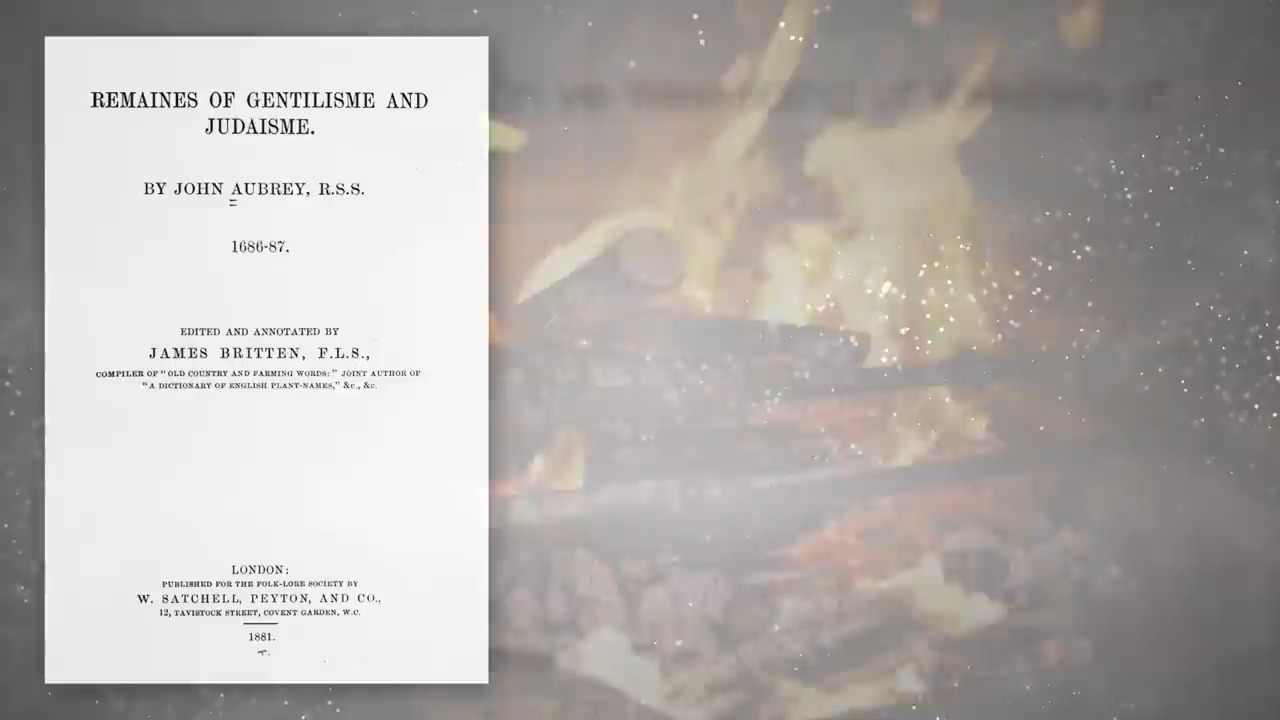 REMAINES OF GENTILISME AND
JUDAISME.
BY JOHN AUBREY, R.S.S.
1686-87.
EDITED AND ANNOTATED BY
JAMES BRITTEN, F.L.S.,
COMPILER OF "OLD COUNTRY AND FARMING WORDS:" JOINT AUTHOR OF
"A DICTIONARY OF ENGLISH PLANT-NAMES," &c., &c.
LONDON:
PUBLISHED FOR THE FOLK-LORE SOCIETY BY
W. SATCHELL, PEYTON, AND CO.,
12, TAVISTOCK STREET, COVENT GARDEN, W.C.
1881.